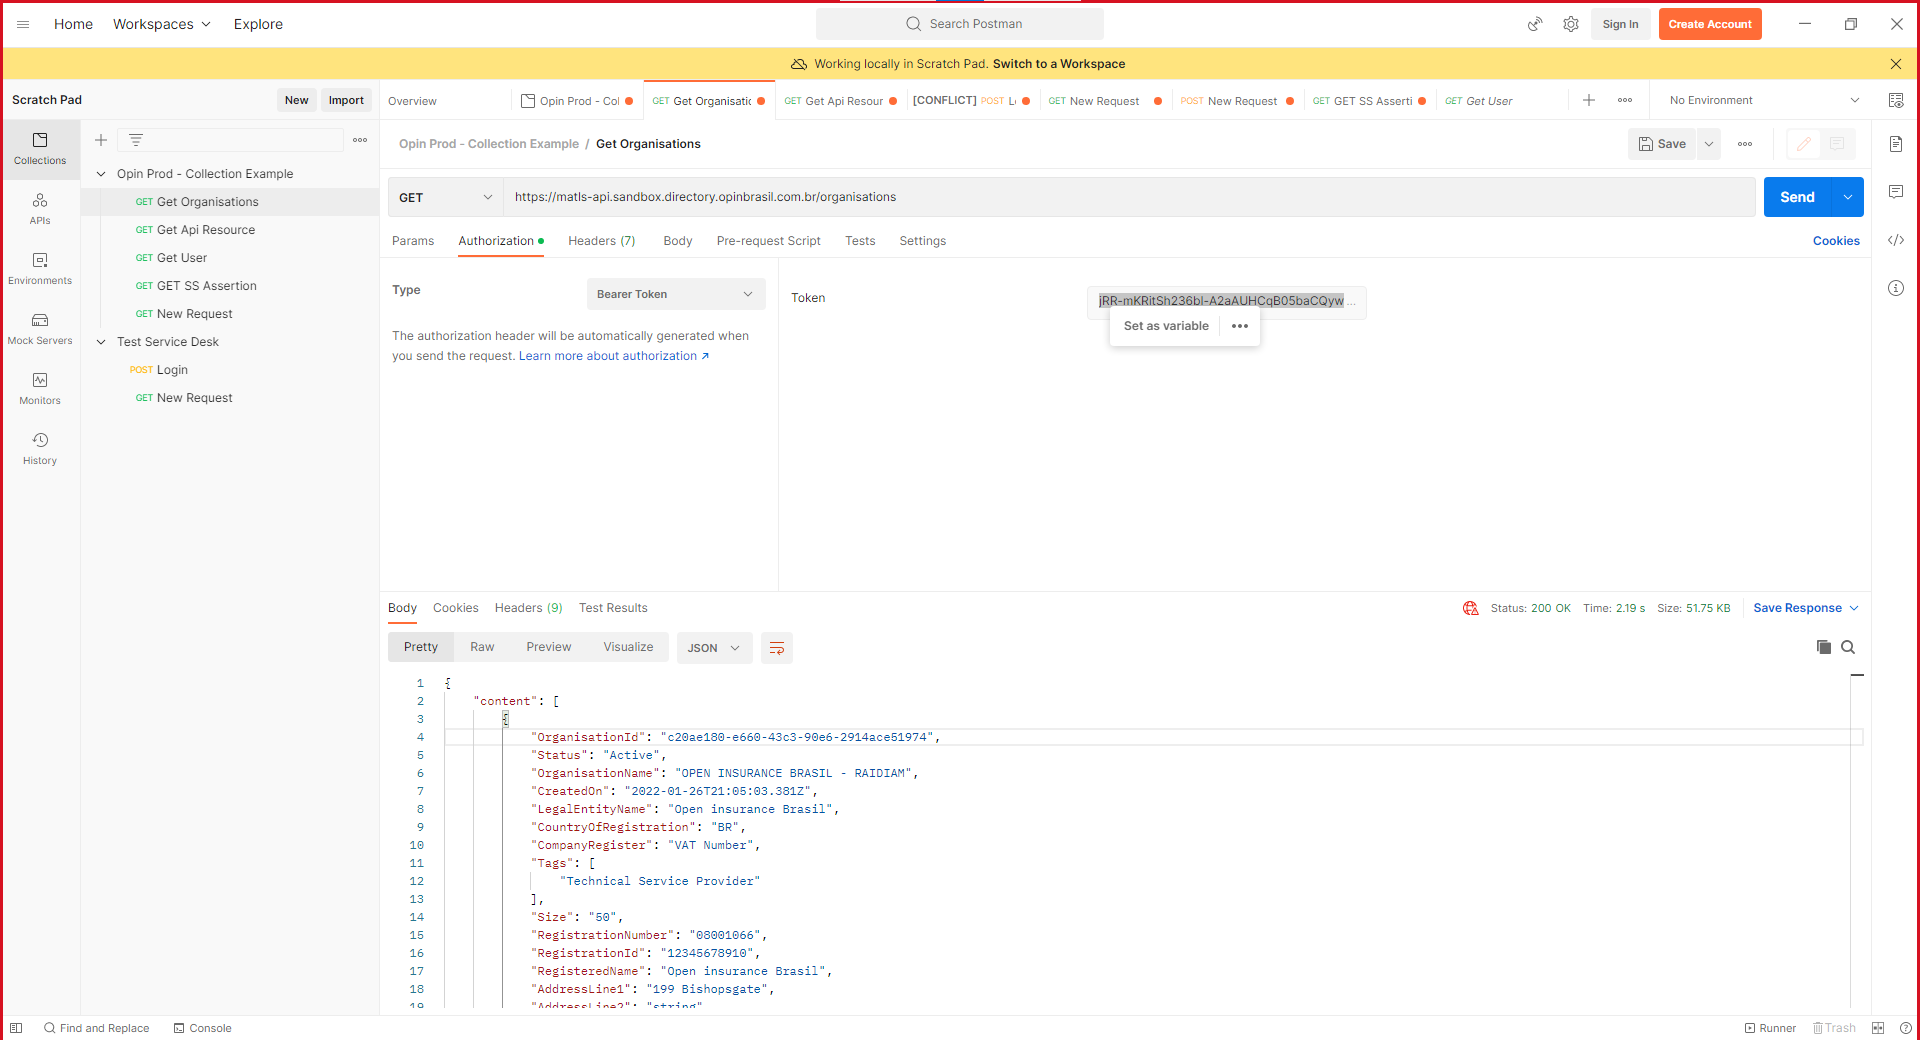 Home Workspaces Explore Search Postman Sign In Create Account
Working locally in Scratch Pad. Switch to a Workspace
Scratch Pad New Import
Overview Opin Prod - Col GET Get Organisatic GET Get Api Resour [CONFLICT] POST GET New Request POST New Request GET GET SS Asserti GET Get User No Environment
Collections
APIs
Environments
Mock Servers
Monitors
History
Opin Prod - Collection Example
GET Get Organisations
GET Get Api Resource
GET Get User
GET GET SS Assertion
GET New Request
Test Service Desk
POST Login
GET New Request
Opin Prod - Collection Example / Get Organisations Save
GET https://matls-api.sandbox.directory.opinbrasil.com.br/organisations Send
Params Authorization Headers (7) Body Pre-request Script Tests Settings Cookies
Type Bearer Token
The authorization header will be automatically generated when
you send the request. Learn more about authorization ↗
Token jRR-mKRitSh236bI-A2aAUHCqB05baCQyw ...
Set as variable
Body Cookies Headers (9) Test Results Status: 200 OK Time: 2.19 s Size: 51.75 KB Save Response
Pretty Raw Preview Visualize JSON
1 {
2 "content": [
3 {
4 "OrganisationId": "c20ae180-e660-43c3-90e6-2914ace51974",
5 "Status": "Active",
6 "OrganisationName": "OPEN INSURANCE BRASIL - RAIDIAM",
7 "CreatedOn": "2022-01-26T21:05:03.381Z",
8 "LegalEntityName": "Open insurance Brasil",
9 "CountryOfRegistration": "BR",
10 "CompanyRegister": "VAT Number",
11 "Tags": [
12 "Technical Service Provider"
13 ],
14 "Size": "50",
15 "RegistrationNumber": "08001066",
16 "RegistrationId": "12345678910",
17 "RegisteredName": "Open insurance Brasil",
18 "AddressLine1": "199 Bishopsgate",
19 "AddressLine2": "string"
Find and Replace Console Runner Trash